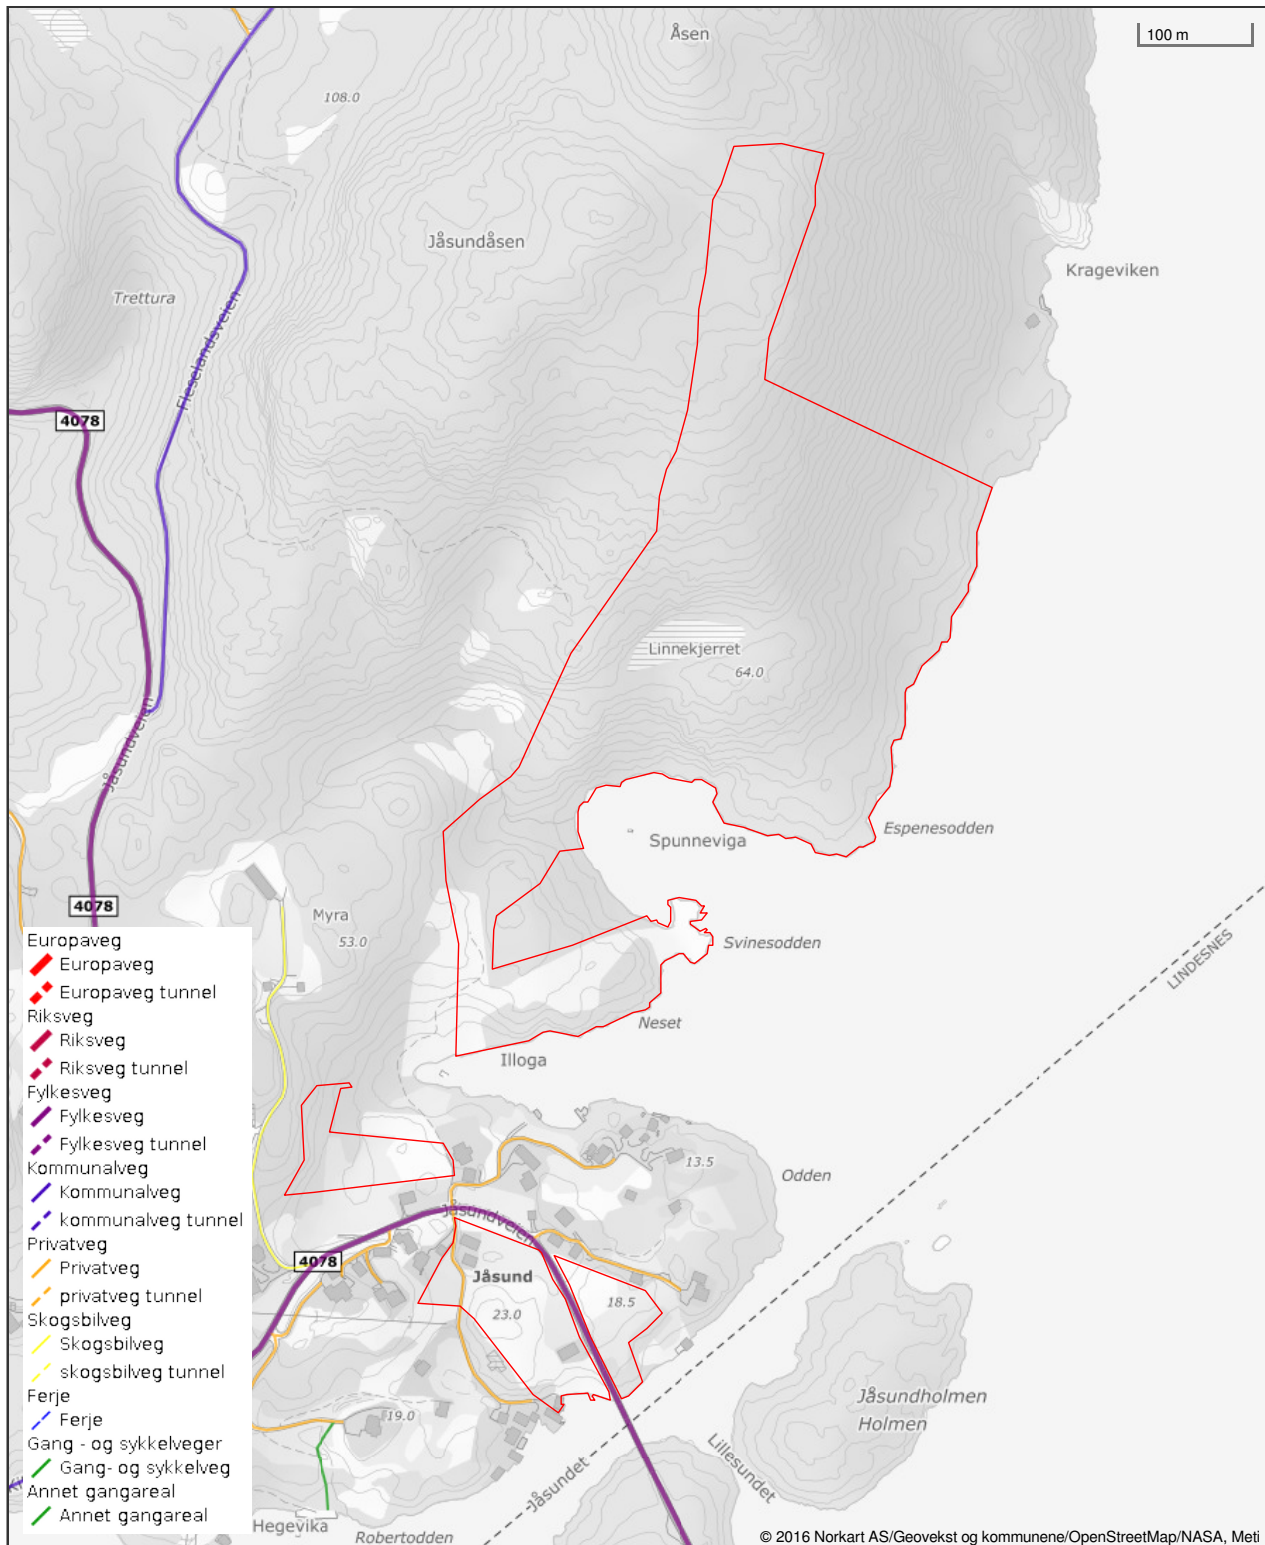 Åsen
100 m
108.0
Jåsundåsen
Krageviken
Trettura
Fleselandsveien
4078
Linnekjerret
64.0
Jåsundveien
Espenesodden
Spunneviga
4078
Myra
53.0
Svinesodden
LINDESNES
Neset
Illoga
13.5
Odden
Jåsundveien
4078
Jåsund
18.5
23.0
Jåsundholmen
Holmen
19.0
Lillesundet
Jåsundet
Hegevika
Robertodden
Europaveg
Europaveg
Europaveg tunnel
Riksveg
Riksveg
Riksveg tunnel
Fylkesveg
Fylkesveg
Fylkesveg tunnel
Kommunalveg
Kommunalveg
kommunalveg tunnel
Privatveg
Privatveg
privatveg tunnel
Skogsbilveg
Skogsbilveg
skogsbilveg tunnel
Ferje
Ferje
Gang - og sykkelveger
Gang- og sykkelveg
Annet gangareal
Annet gangareal
© 2016 Norkart AS/Geovekst og kommunene/OpenStreetMap/NASA, Meti